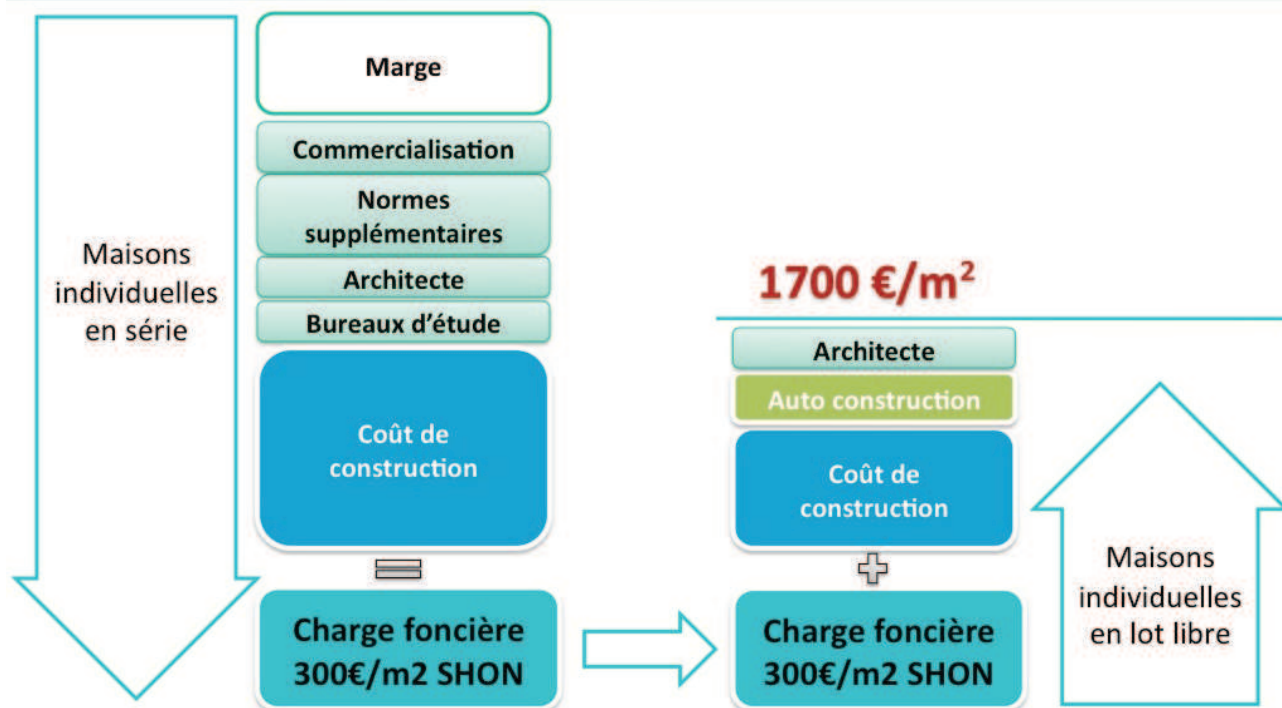 Maisons
individuelles
en série
Marge
Commercialisation
Normes
supplémentaires
Architecte
Bureaux d'étude
Coût de
construction
=
Charge foncière
300€/m2 SHON
1700 €/m²
Architecte
Auto construction
Coût de
construction
+
Charge foncière
300€/m2 SHON
Maisons
individuelles
en lot libre